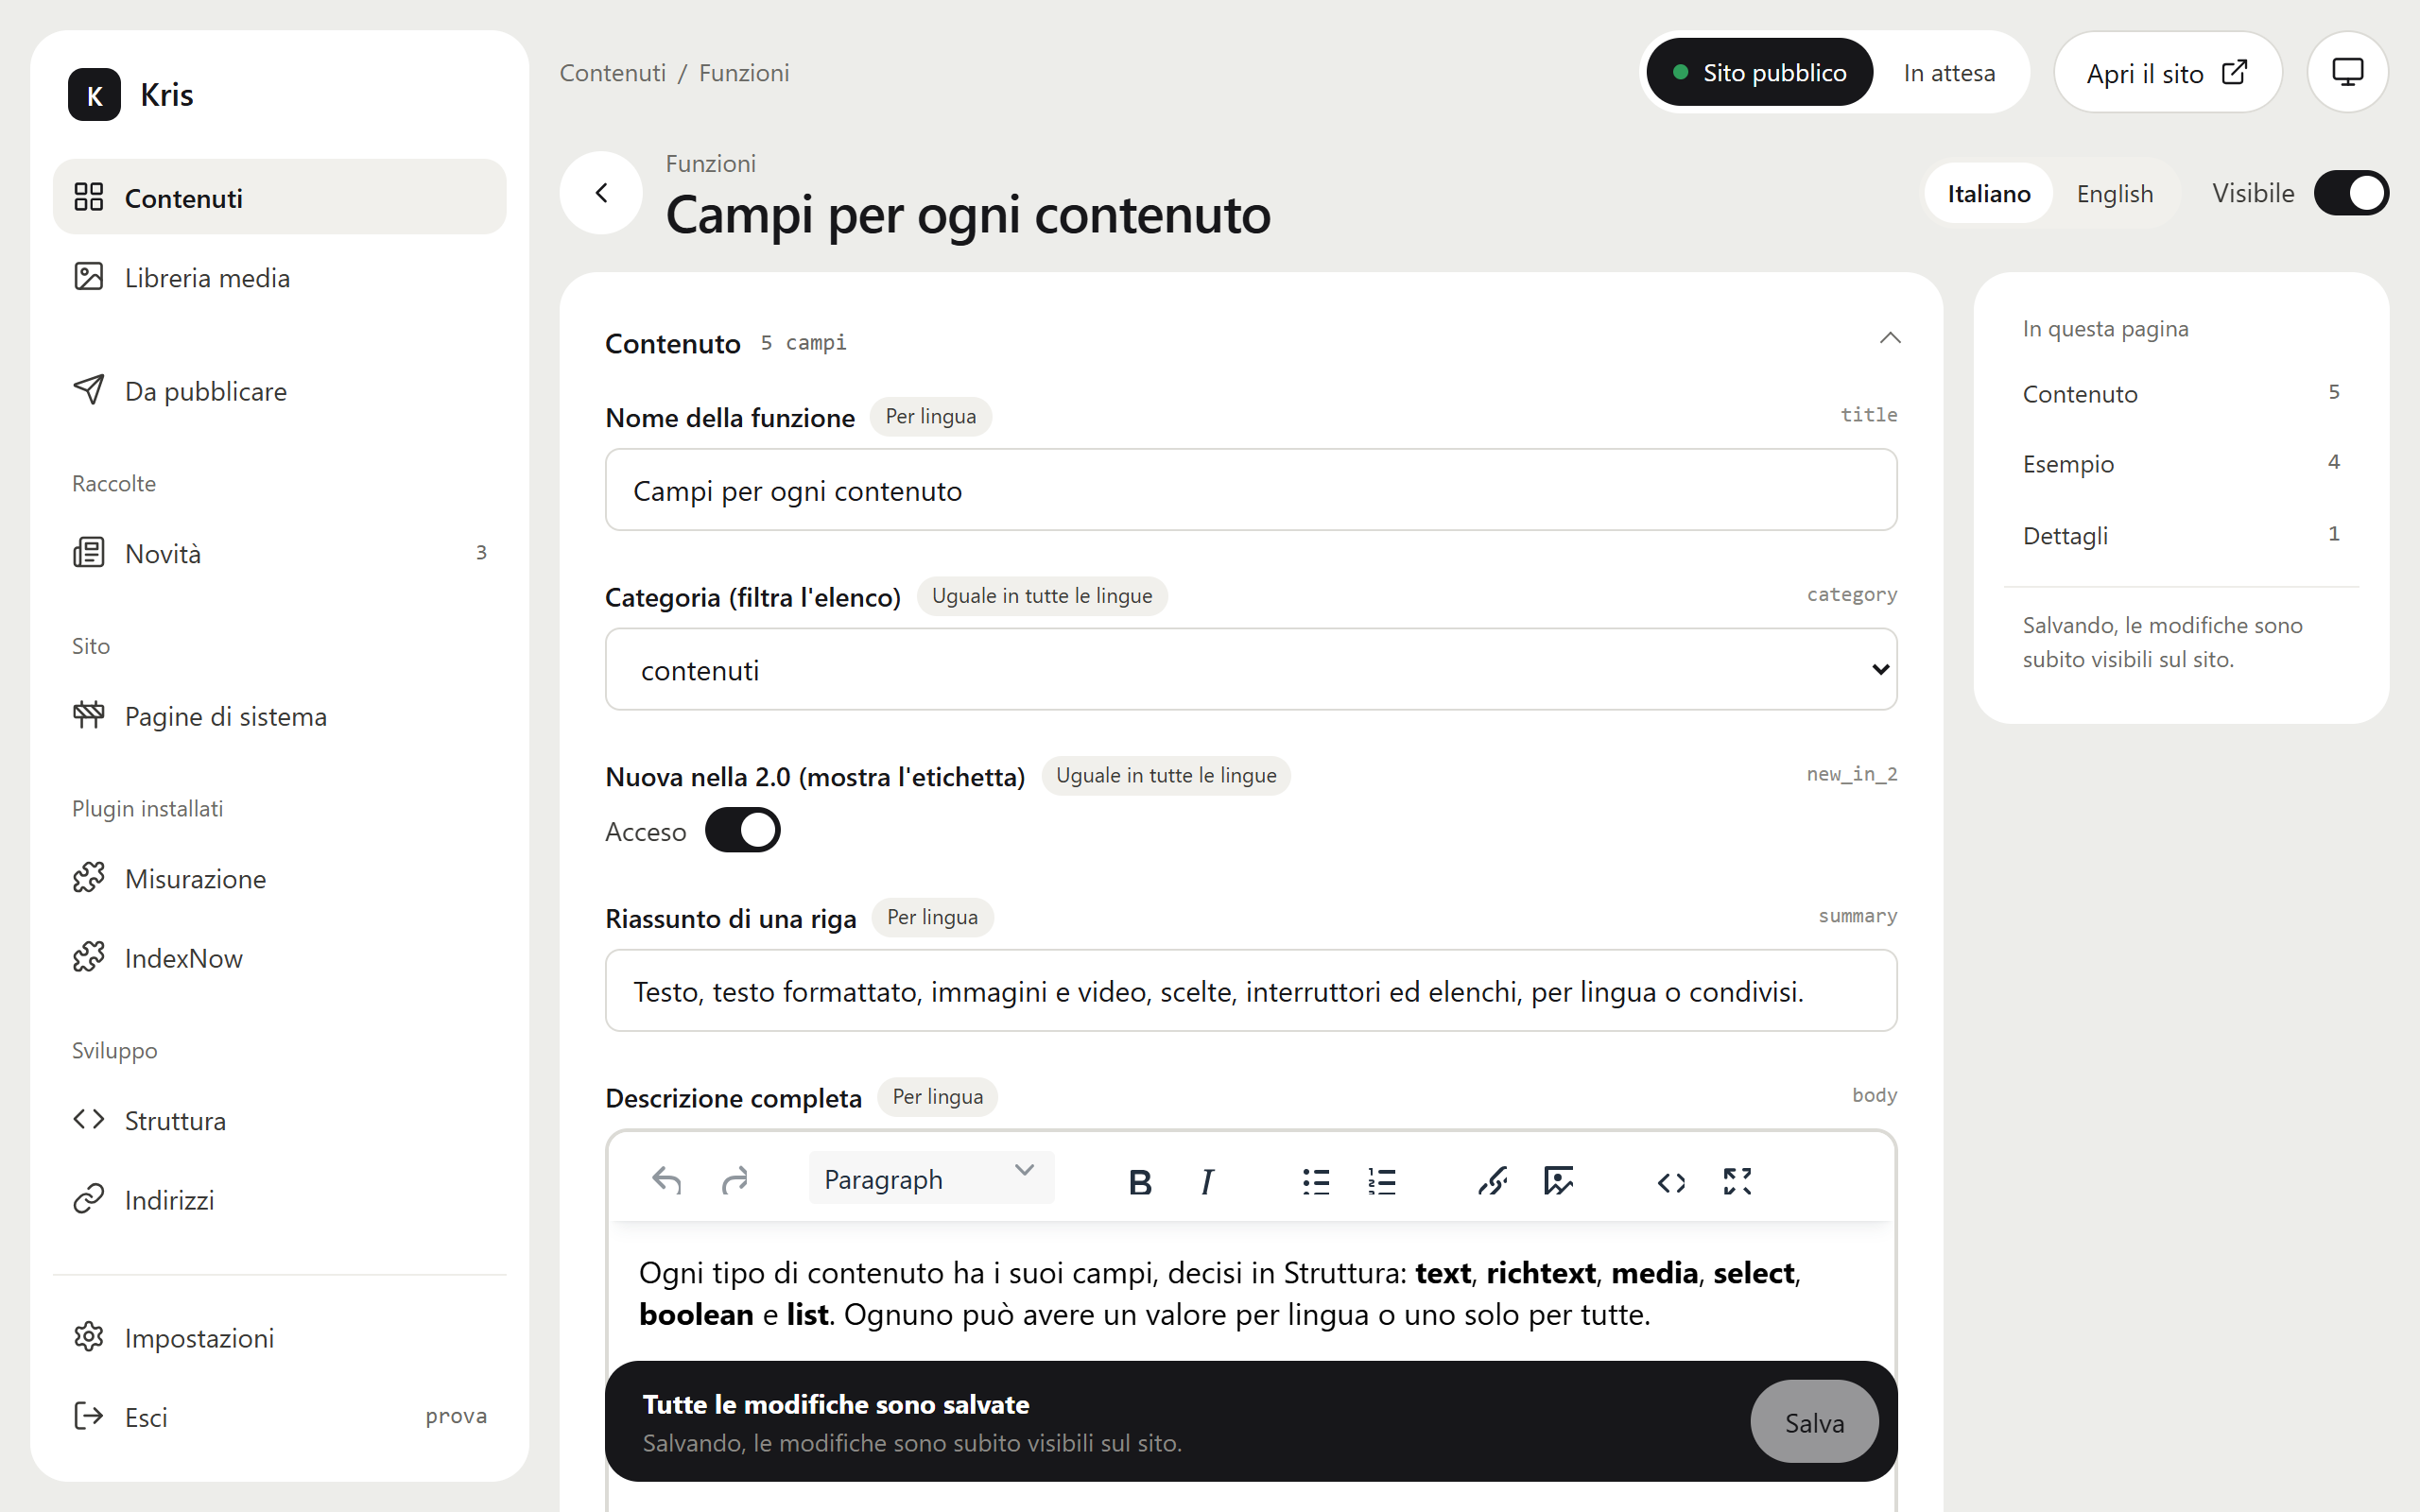 K Kris
Contenuti
Libreria media
Da pubblicare
Raccolte
Novità 3
Sito
Pagine di sistema
Plugin installati
Misurazione
IndexNow
Sviluppo
Struttura
Indirizzi
Impostazioni
Esci prova
Contenuti / Funzioni
Sito pubblico In attesa Apri il sito
Funzioni
Campi per ogni contenuto
Italiano English Visibile
Contenuto 5 campi
Nome della funzione Per lingua title
Campi per ogni contenuto
Categoria (filtra l'elenco) Uguale in tutte le lingue category
contenuti
Nuova nella 2.0 (mostra l'etichetta) Uguale in tutte le lingue new_in_2
Acceso
Riassunto di una riga Per lingua summary
Testo, testo formattato, immagini e video, scelte, interruttori ed elenchi, per lingua o condivisi.
Descrizione completa Per lingua body
Paragraph B I
Ogni tipo di contenuto ha i suoi campi, decisi in Struttura: text, richtext, media, select,
boolean e list. Ognuno può avere un valore per lingua o uno solo per tutte.
Tutte le modifiche sono salvate
Salvando, le modifiche sono subito visibili sul sito.
Salva
In questa pagina
Contenuto 5
Esempio 4
Dettagli 1
Salvando, le modifiche sono
subito visibili sul sito.